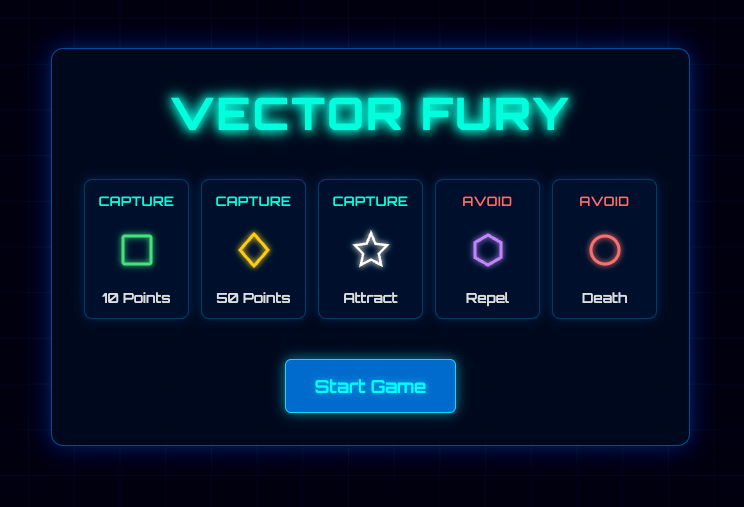 VECTOR FURY
CAPTURE
10 Points
CAPTURE
50 Points
CAPTURE
Attract
AVOID
Repel
AVOID
Death
Start Game